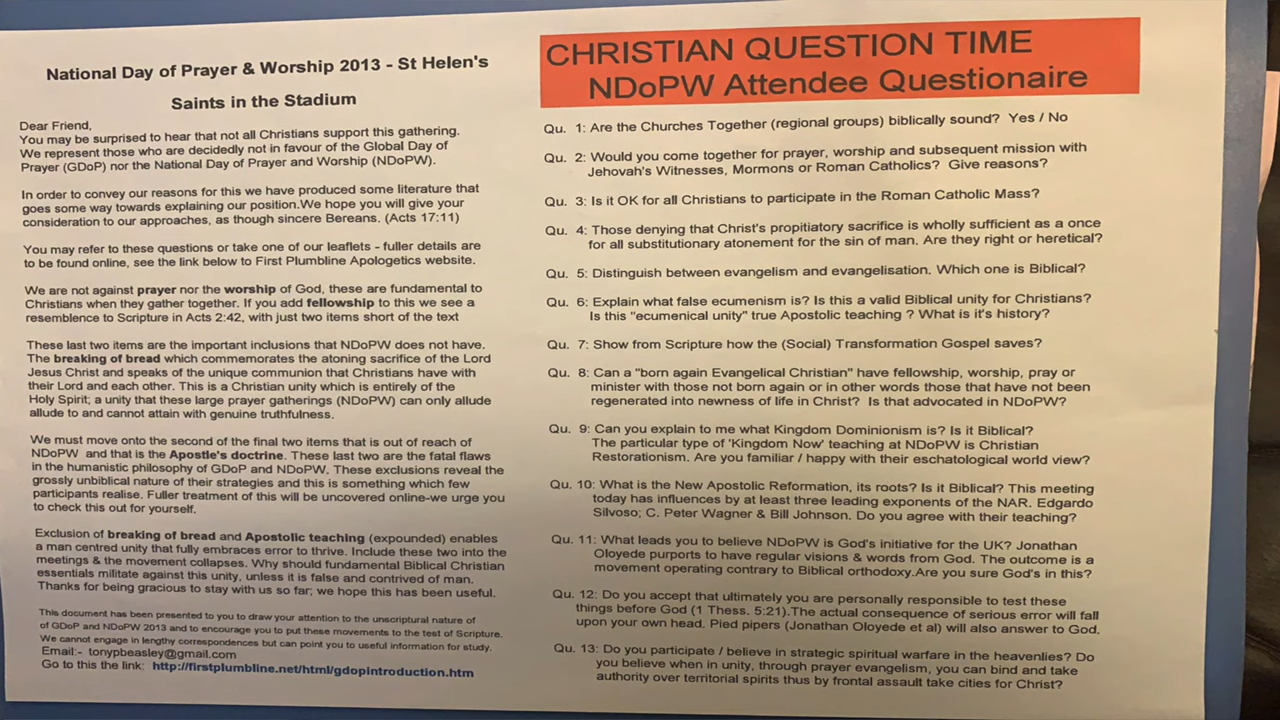 National Day of Prayer & Worship 2013 - St Helen's
Saints in the Stadium
Dear Friend,
You may be surprised to hear that not all Christians support this gathering.
We represent those who are decidedly not in favour of the Global Day of
Prayer (GDoP) nor the National Day of Prayer and Worship (NDoPW).
In order to convey our reasons for this we have produced some literature that
goes some way towards explaining our position.We hope you will give your
consideration to our approaches, as though sincere Bereans. (Acts 17:11)
You may refer to these questions or take one of our leaflets - fuller details are
to be found online, see the link below to First Plumbline Apologetics website.
We are not against prayer nor the worship of God, these are fundamental to
Christians when they gather together. If you add fellowship to this we see a
resemblence to Scripture in Acts 2:42, with just two items short of the text
These last two items are the important inclusions that NDoPW does not have.
The breaking of bread which commemorates the atoning sacrifice of the Lord
Jesus Christ and speaks of the unique communion that Christians have with
their Lord and each other. This is a Christian unity which is entirely of the
Holy Spirit; a unity that these large prayer gatherings (NDoPW) can only allude
allude to and cannot attain with genuine truthfulness.
We must move onto the second of the final two items that is out of reach of
NDoPW and that is the Apostle's doctrine. These last two are the fatal flaws
in the humanistic philosophy of GDoP and NDoPW. These exclusions reveal the
grossly unbiblical nature of their strategies and this is something which few
participants realise. Fuller treatment of this will be uncovered online-we urge you
to check this out for yourself.
Exclusion of breaking of bread and Apostolic teaching (expounded) enables
a man centred unity that fully embraces error to thrive. Include these two into the
meetings & the movement collapses. Why should fundamental Biblical Christian
essentials militate against this unity, unless it is false and contrived of man.
Thanks for being gracious to stay with us so far; we hope this has been useful.
This document has been presented to you to draw your attention to the unscriptural nature of
of GDoP and NDoPW 2013 and to encourage you to put these movements to the test of Scripture.
We cannot engage in lengthy correspondences but can point you to useful information for study.
Email:- tonypbeasley@gmail.com
Go to this the link: http://firstplumbline.net/html/gdopintroduction.htm
CHRISTIAN QUESTION TIME
NDoPW Attendee Questionaire
Qu. 1: Are the Churches Together (regional groups) biblically sound? Yes / No
Qu. 2: Would you come together for prayer, worship and subsequent mission with
Jehovah's Witnesses, Mormons or Roman Catholics? Give reasons?
Qu. 3: Is it OK for all Christians to participate in the Roman Catholic Mass?
Qu. 4: Those denying that Christ's propitiatory sacrifice is wholly sufficient as a once
for all substitutionary atonement for the sin of man. Are they right or heretical?
Qu. 5: Distinguish between evangelism and evangelisation. Which one is Biblical?
Qu. 6: Explain what false ecumenism is? Is this a valid Biblical unity for Christians?
Is this "ecumenical unity" true Apostolic teaching ? What is it's history?
Qu. 7: Show from Scripture how the (Social) Transformation Gospel saves?
Qu. 8: Can a "born again Evangelical Christian" have fellowship, worship, pray or
minister with those not born again or in other words those that have not been
regenerated into newness of life in Christ? Is that advocated in NDoPW?
Qu. 9: Can you explain to me what Kingdom Dominionism is? Is it Biblical?
The particular type of 'Kingdom Now' teaching at NDoPW is Christian
Restorationism. Are you familiar / happy with their eschatological world view?
Qu. 10: What is the New Apostolic Reformation, its roots? Is it Biblical? This meeting
today has influences by at least three leading exponents of the NAR. Edgardo
Silvoso; C. Peter Wagner & Bill Johnson. Do you agree with their teaching?
Qu. 11: What leads you to believe NDoPW is God's initiative for the UK? Jonathan
Oloyede purports to have regular visions & words from God. The outcome is a
movement operating contrary to Biblical orthodoxy.Are you sure God's in this?
Qu. 12: Do you accept that ultimately you are personally responsible to test these
things before God (1 Thess. 5:21).The actual consequence of serious error will fall
upon your own head. Pied pipers (Jonathan Oloyede et al) will also answer to God.
Qu. 13: Do you participate / believe in strategic spiritual warfare in the heavenlies? Do
you believe when in unity, through prayer evangelism, you can bind and take
authority over territorial spirits thus by frontal assault take cities for Christ?